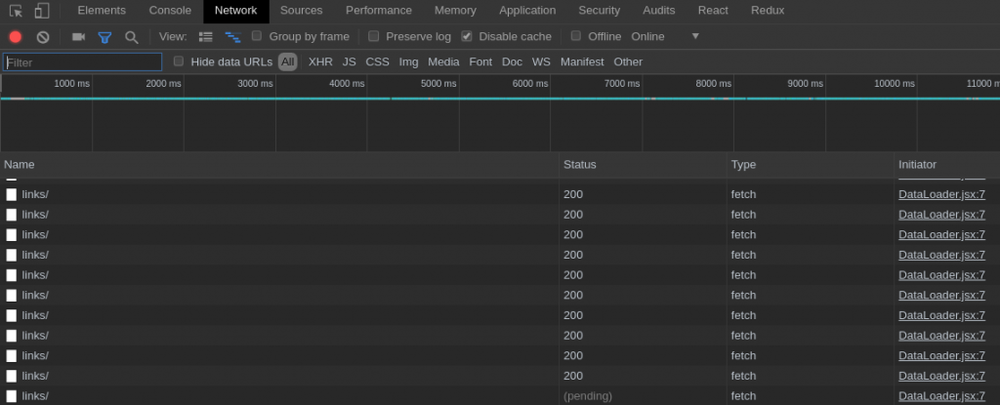 Elements Console Network Sources Performance Memory Application Security Audits React Redux
View: Group by frame Preserve log Disable cache Offline Online
Filter Hide data URLs All XHR JS CSS Img Media Font Doc WS Manifest Other
1000 ms 2000 ms 3000 ms 4000 ms 5000 ms 6000 ms 7000 ms 8000 ms 9000 ms 10000 ms 11000 m
Name Status Type Initiator
DataLoader.jsx:7
links/ 200 fetch DataLoader.jsx:7
links/ 200 fetch DataLoader.jsx:7
links/ 200 fetch DataLoader.jsx:7
links/ 200 fetch DataLoader.jsx:7
links/ 200 fetch DataLoader.jsx:7
links/ 200 fetch DataLoader.jsx:7
links/ 200 fetch DataLoader.jsx:7
links/ 200 fetch DataLoader.jsx:7
links/ 200 fetch DataLoader.jsx:7
links/ 200 fetch DataLoader.jsx:7
links/ (pending) fetch DataLoader.jsx:7